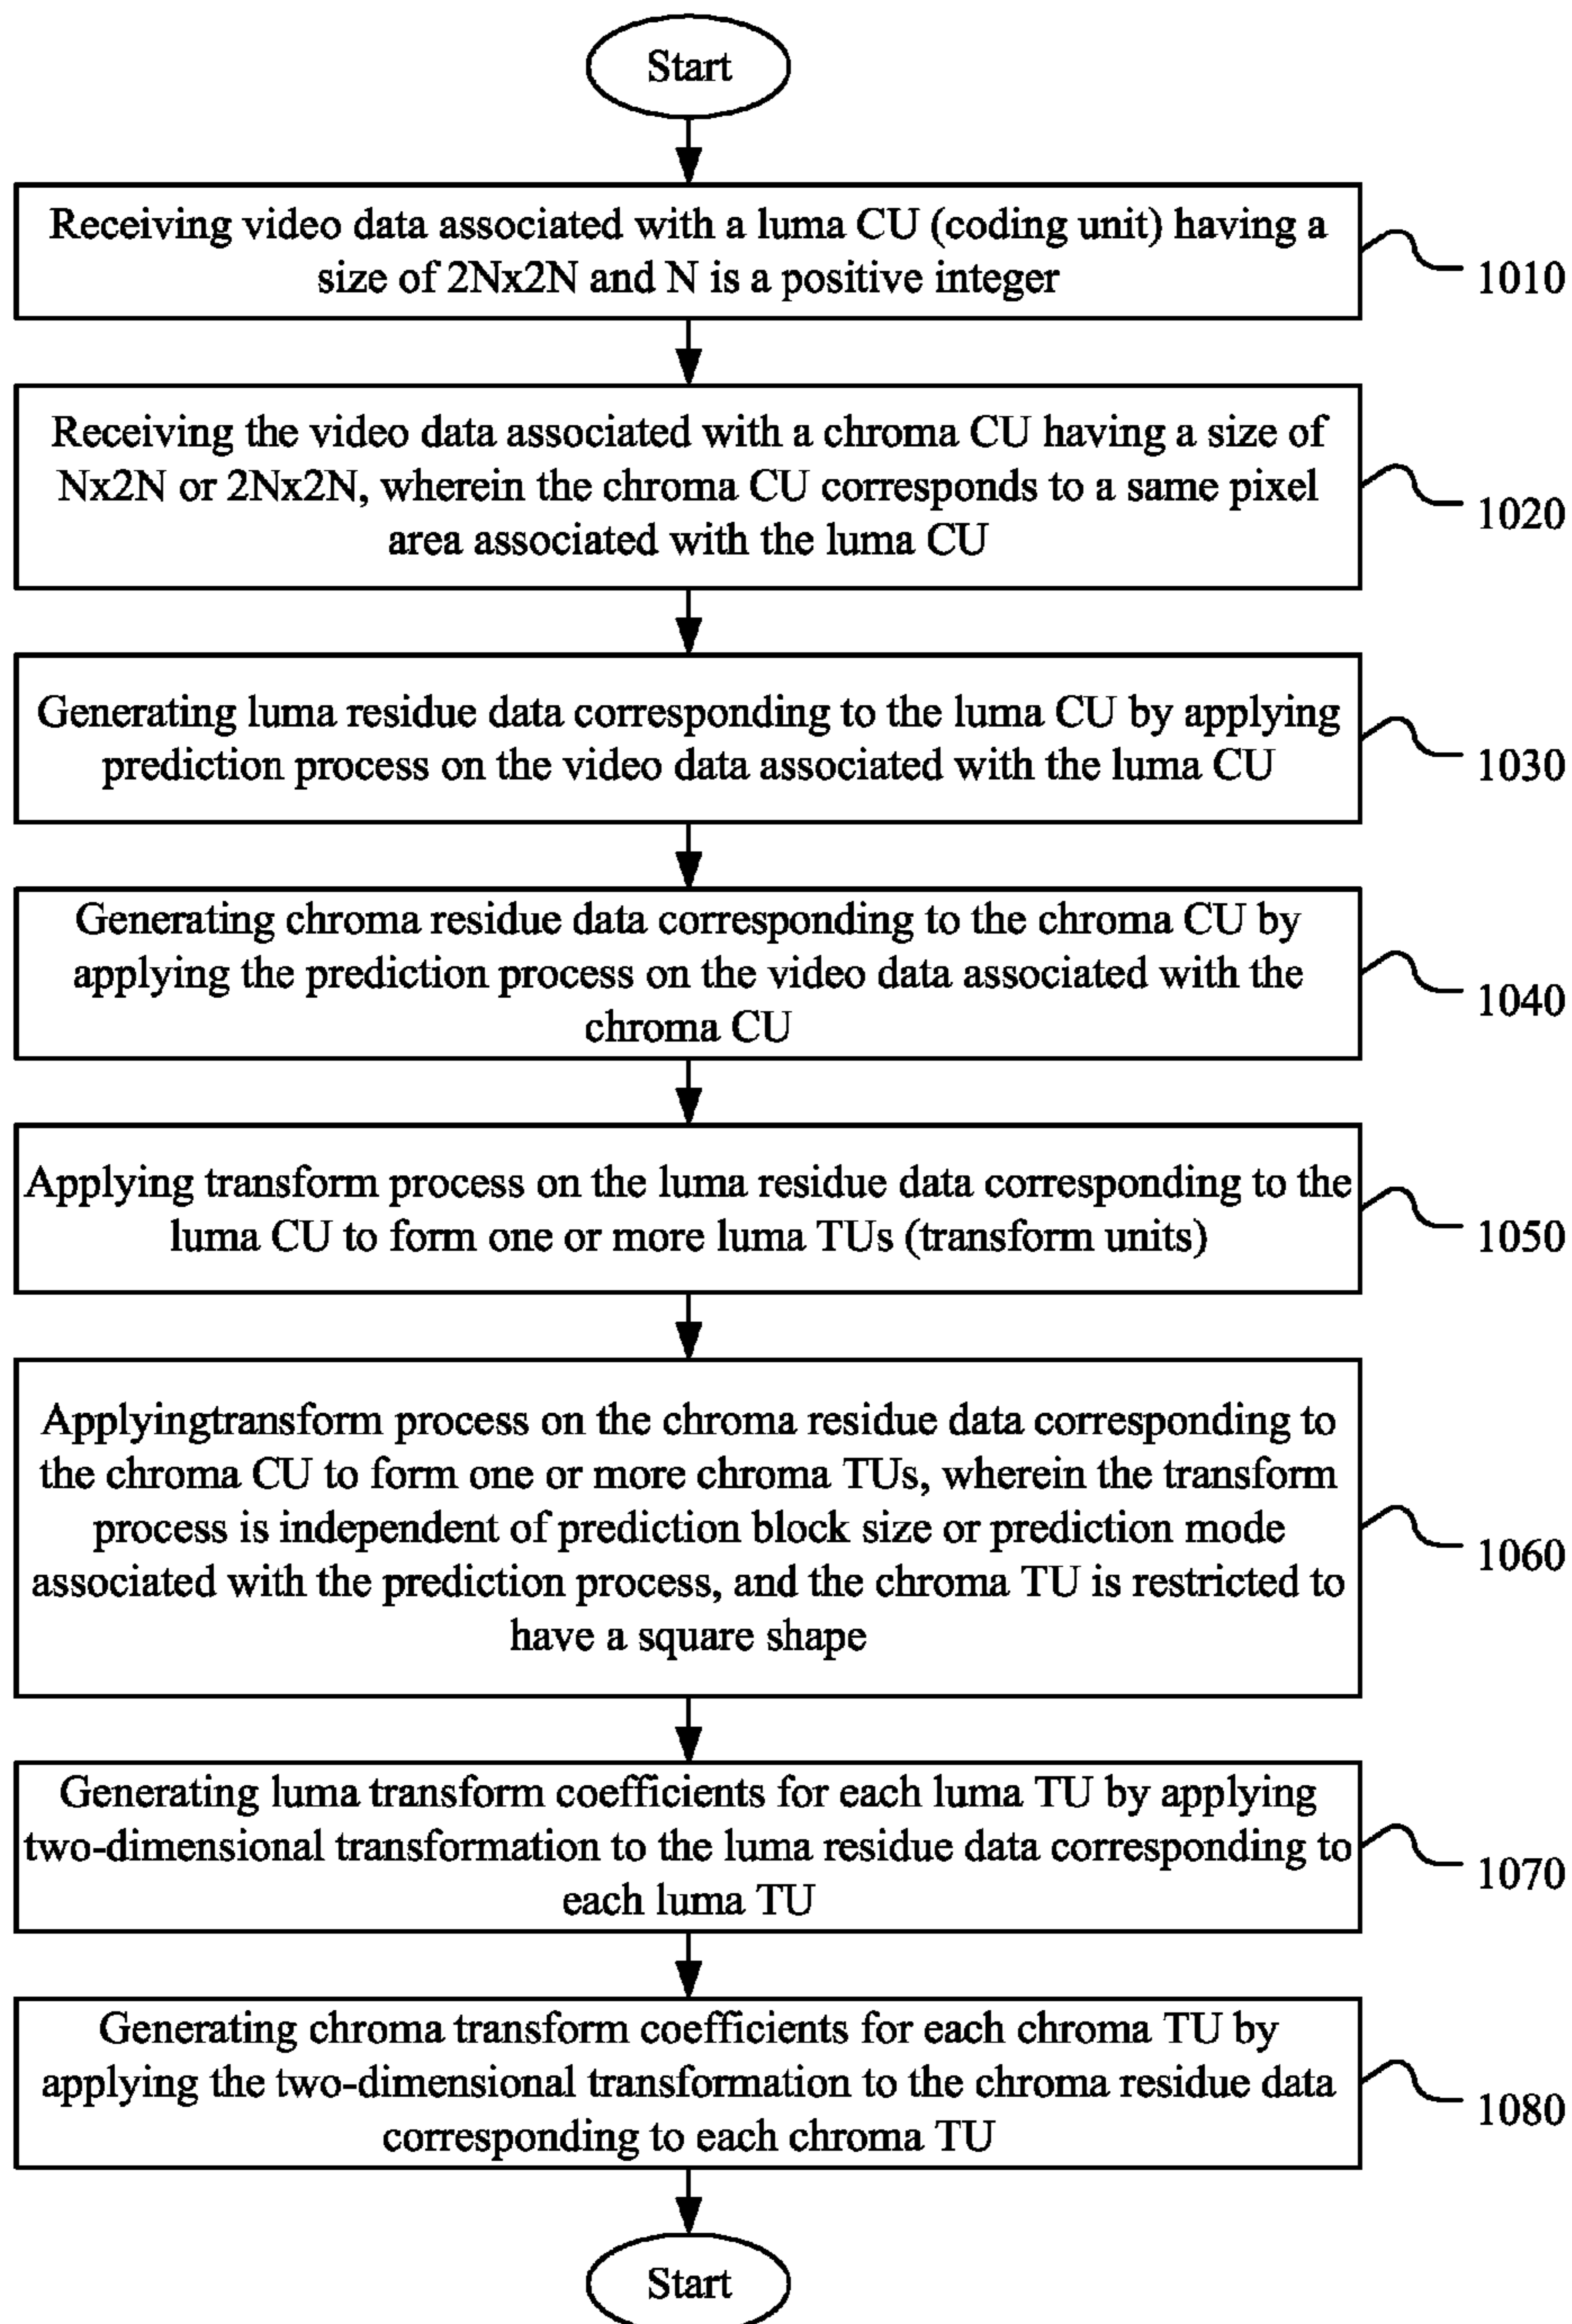 Start
Receiving video data associated with a luma CU (coding unit) having a
size of 2Nx2N and N is a positive integer
1010
Receiving the video data associated with a chroma CU having a size of
Nx2N or 2Nx2N, wherein the chroma CU corresponds to a same pixel
area associated with the luma CU
1020
Generating luma residue data corresponding to the luma CU by applying
prediction process on the video data associated with the luma CU
1030
Generating chroma residue data corresponding to the chroma CU by
applying the prediction process on the video data associated with the
chroma CU
1040
Applying transform process on the luma residue data corresponding to the
luma CU to form one or more luma TUs (transform units)
1050
Applyingtransform process on the chroma residue data corresponding to
the chroma CU to form one or more chroma TUs, wherein the transform
process is independent of prediction block size or prediction mode
associated with the prediction process, and the chroma TU is restricted to
have a square shape
1060
Generating luma transform coefficients for each luma TU by applying
two-dimensional transformation to the luma residue data corresponding to
each luma TU
1070
Generating chroma transform coefficients for each chroma TU by
applying the two-dimensional transformation to the chroma residue data
corresponding to each chroma TU
1080
Start